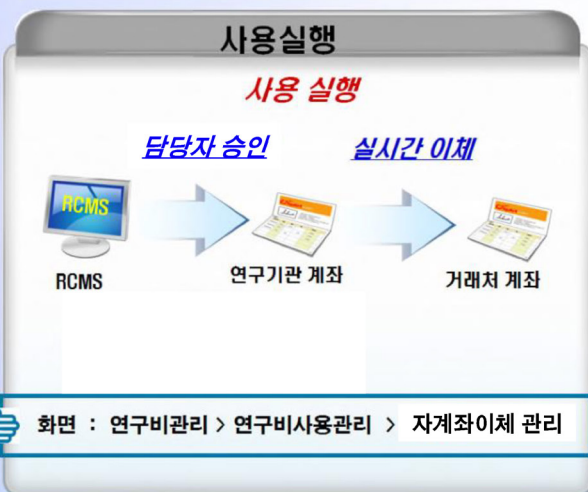 사용실행
사용 실행
담당자 승인 실시간 이체
RCMS
RCMS 연구기관 계좌 거래처 계좌
화면 : 연구비관리 > 연구비사용관리 > 자계좌이체 관리